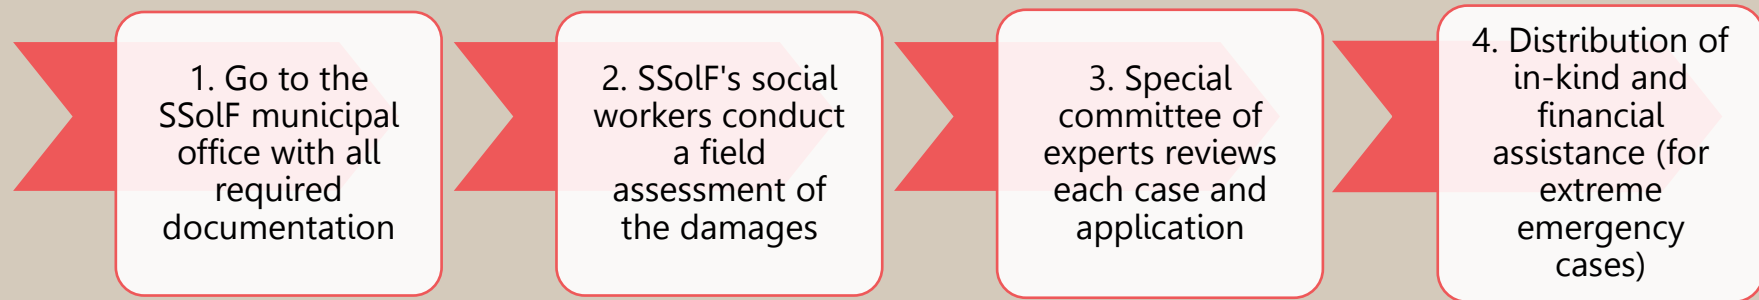 1. Go to the
SSolF municipal
office with all
required
documentation
2. SSolF's social
workers conduct
a field
assessment of
the damages
3. Special
committee of
experts reviews
each case and
application
4. Distribution of
in-kind and
financial
assistance (for
extreme
emergency
cases)